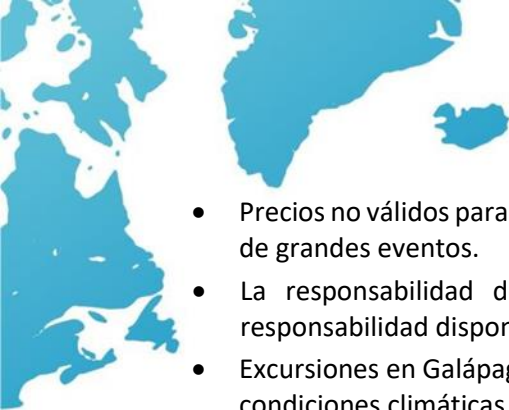 • Precios no válidos para
de grandes eventos.
• La responsabilidad d
responsabilidad dispon
• Excursiones en Galápag
condiciones climáticas